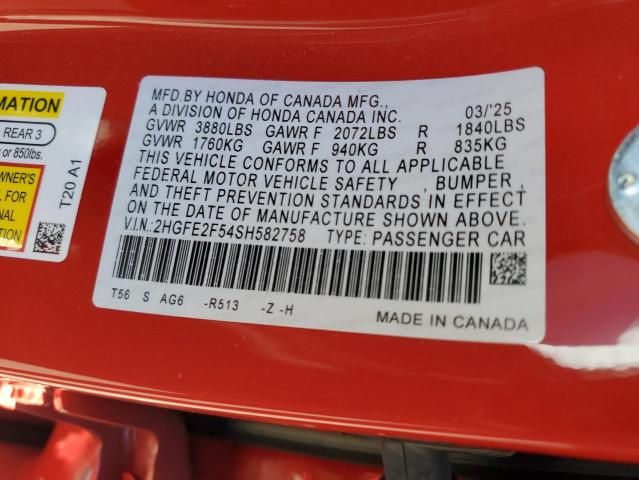 MATION
REAR 3
or 850lbs.
WNER'S
L FOR
ONAL
ION
T20 A1
MFD.BY HONDA OF CANADA MFG.,
A DIVISION OF HONDA CANADA INC. 03/'25
GVWR 3880LBS GAWR F 2072LBS R 1840LBS
GVWR 1760KG GAWR F 940KG R 835KG
THIS VEHICLE CONFORMS TO ALL APPLICABLE
FEDERAL MOTOR VEHICLE SAFETY , BUMPER ,
AND THEFT PREVENTION STANDARDS IN EFFECT
ON THE DATE OF MANUFACTURE SHOWN ABOVE.
V.I.N.:2HGFE2F54SH582758 TYPE: PASSENGER CAR
T56 S AG6 -R513 -Z -H
MADE IN CANADA